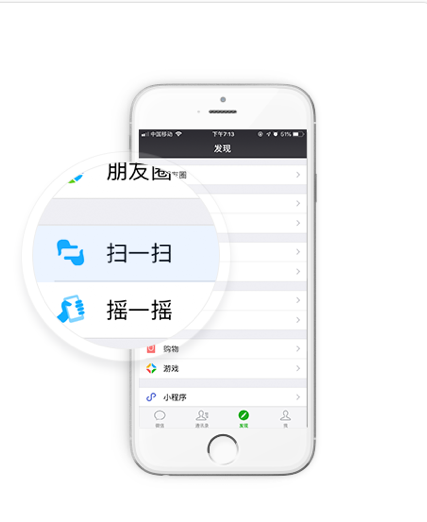 中国移动 下午7:13 51%
发现
朋友圈
扫一扫
摇一摇
购物
游戏
小程序
微信 通讯录 发现 我